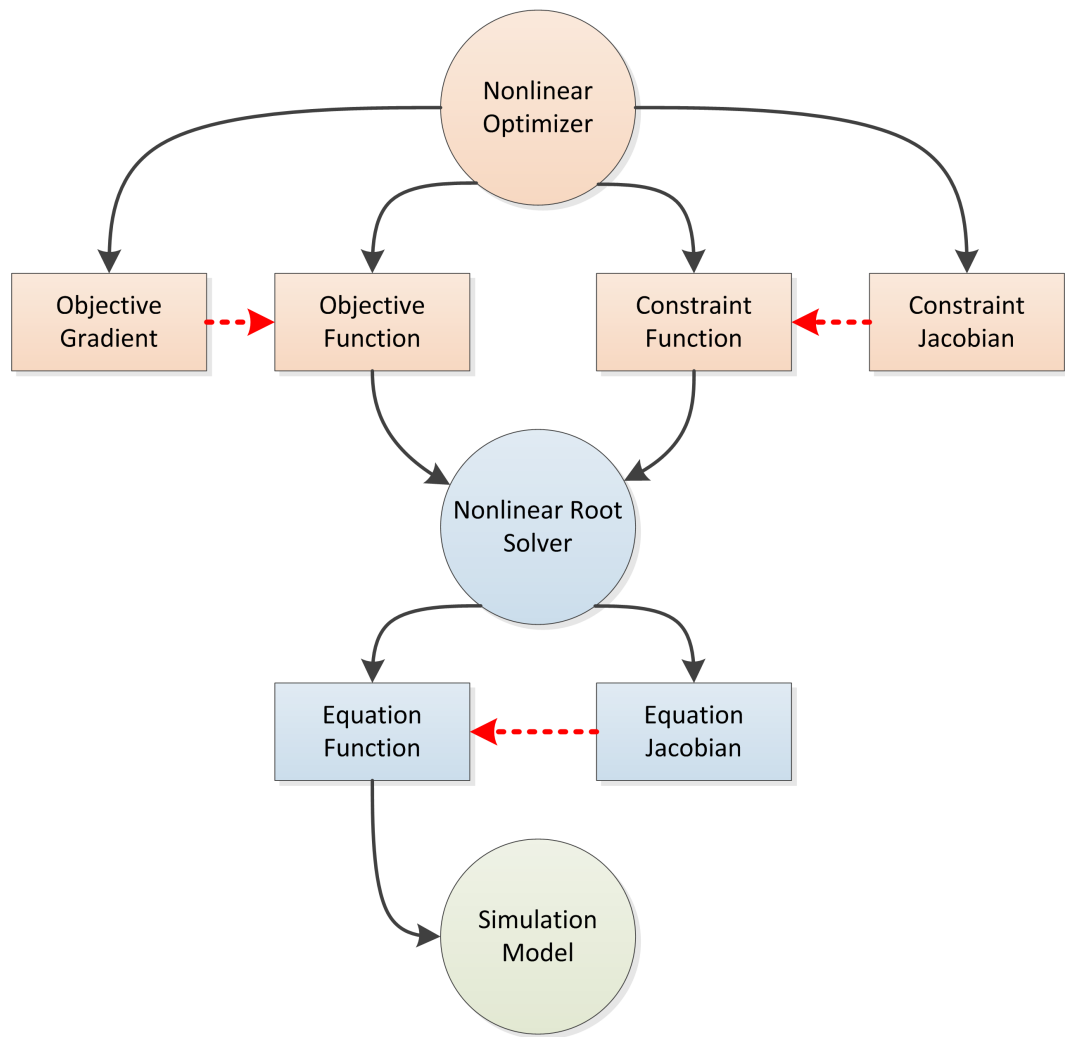 Nonlinear
Optimizer
Objective
Gradient
Objective
Function
Constraint
Function
Constraint
Jacobian
Nonlinear Root
Solver
Equation
Function
Equation
Jacobian
Simulation
Model